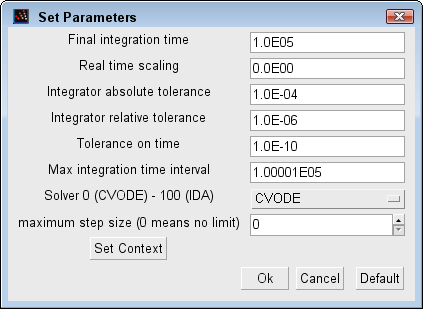 Set Parameters
Final integration time 1.0E05
Real time scaling 0.0E00
Integrator absolute tolerance 1.0E-04
Integrator relative tolerance 1.0E-06
Tolerance on time 1.0E-10
Max integration time interval 1.00001E05
Solver 0 (CVODE) - 100 (IDA) CVODE
maximum step size (0 means no limit) 0
Set Context
Ok Cancel Default